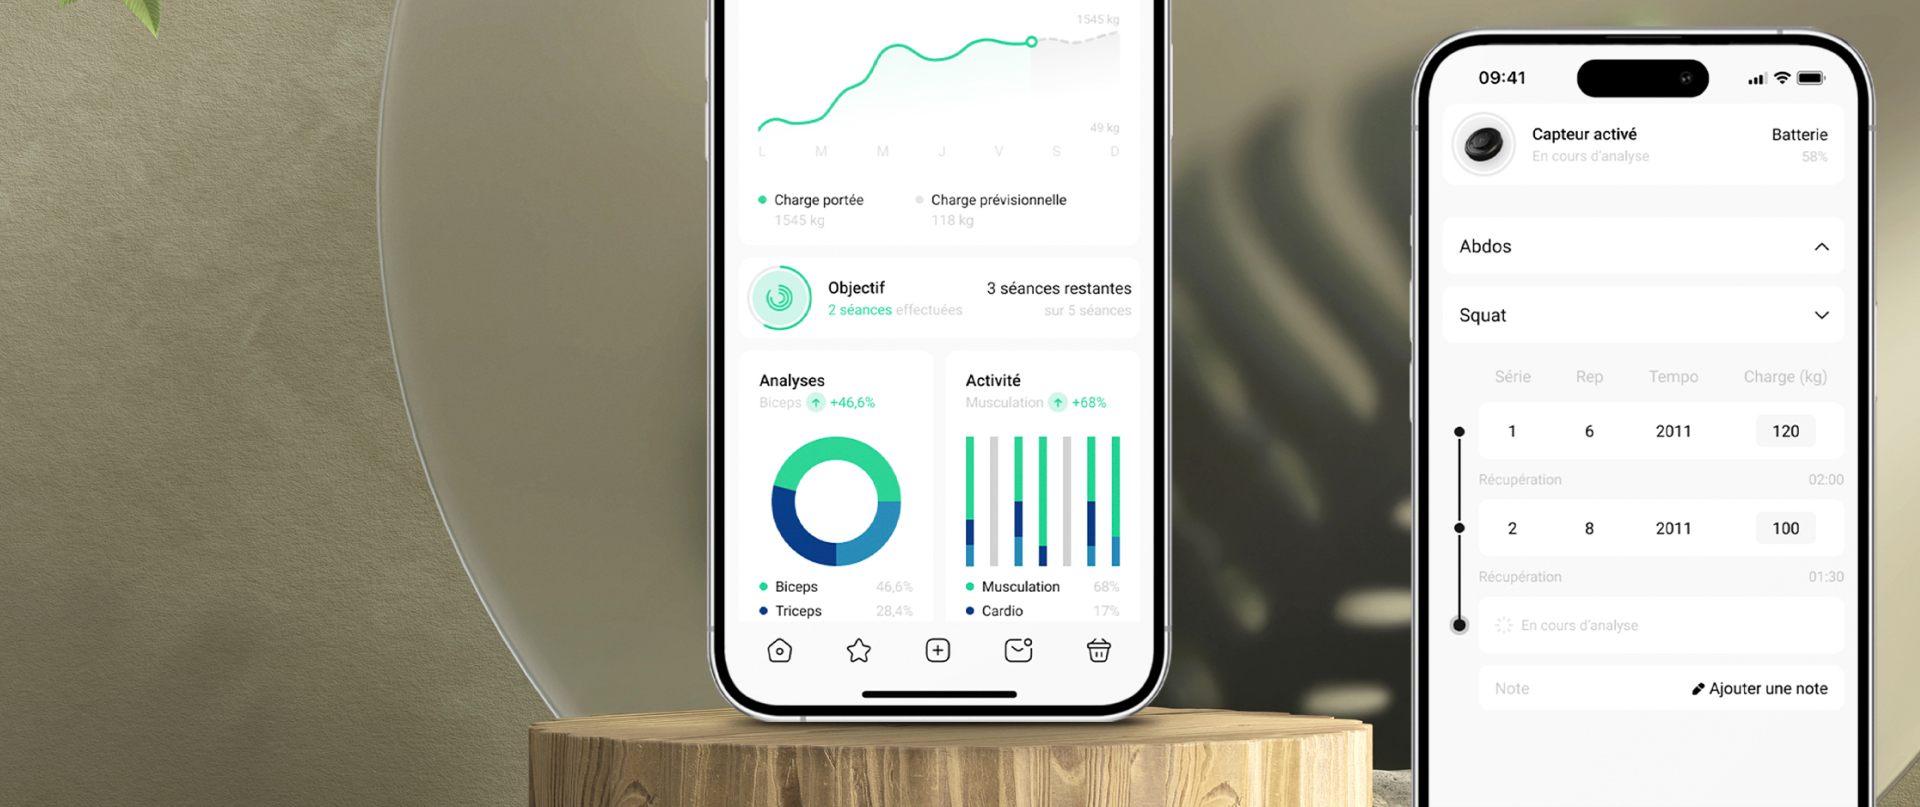 1545 kg
49 kg
L M M J V S D
Charge portée Charge prévisionnelle
1545 kg 118 kg
Objectif 3 séances restantes
2 séances effectuées sur 5 séances
Analyses
Biceps +46,6%
Biceps 46,6%
Triceps 28,4%
Activité
Musculation +68%
Musculation 68%
Cardio 17%
09:41
Capteur activé Batterie
En cours d'analyse 58%
Abdos
Squat
Série Rep Tempo Charge (kg)
1 6 2011 120
Récupération 02:00
2 8 2011 100
Récupération 01:30
En cours d'analyse
Note Ajouter une note